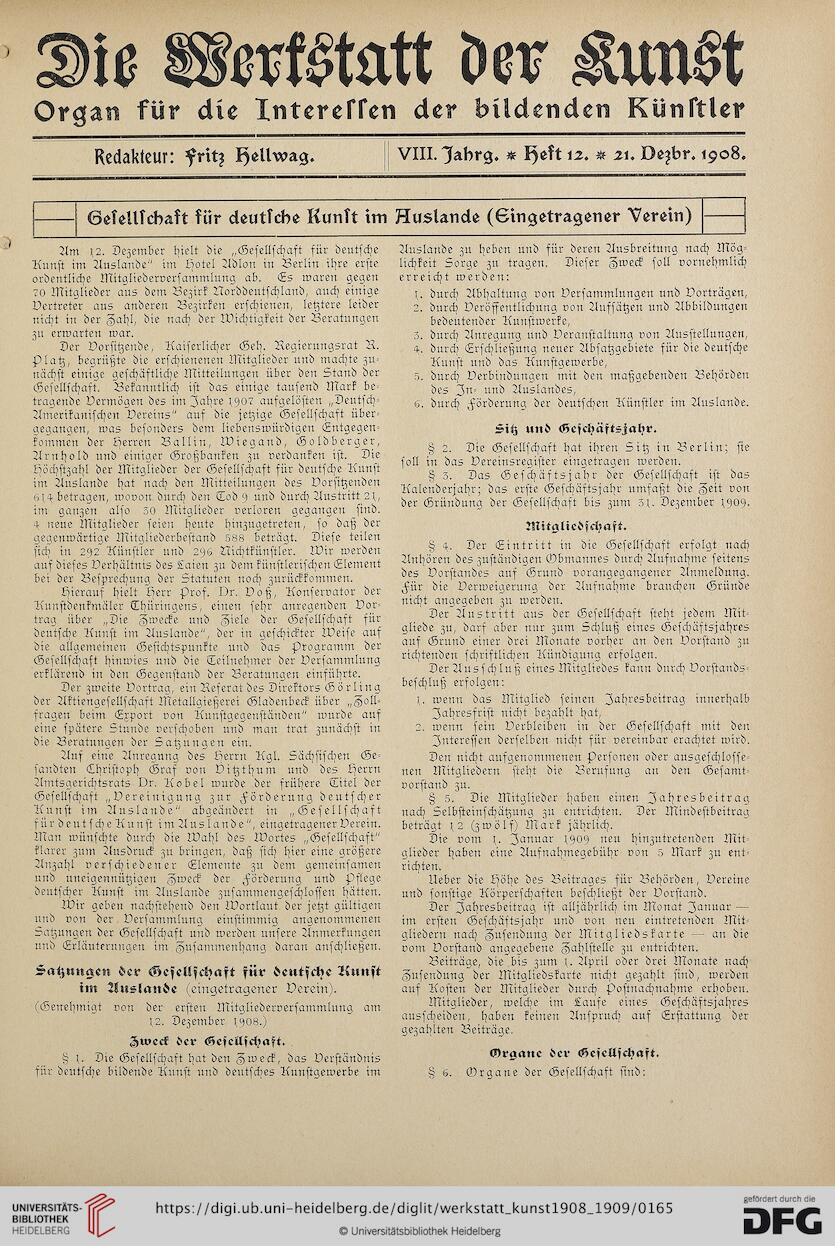 Die Werkstatt der Kunst
Organ für die Interessen der bildenden Künstler
Redakteur: Fritz Hellwag.
VIII. Jahrg. * Heft 12. * 21. Dezbr. 1908.
Gesellschaft für deutsche Kunst im Auslande (Eingetragener Verein)
Am 12. Dezember hielt die „Gesellschaft für deutsche
Kunst im Auslande“ im Hotel Adlon in Berlin ihre erste
ordentliche Mitgliederversammlung ab. Es waren gegen
70 Mitglieder aus dem Bezirk Norddeutschland, auch einige
Vertreter aus anderen Bezirken erschienen, letztere leider
nicht in der Zahl, die nach der Wichtigkeit der Beratungen
zu erwarten war.
Der Vorsitzende, Kaiserlicher Geh. Regierungsrat R.
Platz, begrüßte die erschienenen Mitglieder und machte zu-
nächst einige geschäftliche Mitteilungen über den Stand der
Gesellschaft. Bekanntlich ist das einige tausend Mark be-
tragende Vermögen des im Jahre 1907 aufgelösten „Deutsch-
Amerikanischen Vereins“ auf die jetzige Gesellschaft über-
gegangen, was besonders dem liebenswürdigen Entgegen-
kommen der Herren Ballin, Wiegand, Goldberger,
Arnhold und einiger Großbanken zu verdanken ist. Die
Höchstzahl der Mitglieder der Gesellschaft für deutsche Kunst
im Auslande hat nach den Mitteilungen des Vorsitzenden
614 betragen, wovon durch den Tod 9 und durch Austritt 21,
im ganzen also 30 Mitglieder verloren gegangen sind.
4 neue Mitglieder seien heute hinzugetreten, so daß der
gegenwärtige Mitgliederbestand 588 beträgt. Diese teilen
sich in 292 Künstler und 296 Nichtkünstler. Wir werden
auf dieses Verhältnis des Laien zu dem künstlerischen Element
bei der Besprechung der Statuten noch zurückkommen.
Hierauf hielt Herr Prof. Dr. Voß, Konservator der
Kunstdenkmäler Thüringens, einen sehr anregenden Vor-
trag über „Die Zwecke und Ziele der Gesellschaft für
deutsche Kunst im Auslande“, der in geschickter Weise auf
die allgemeinen Gesichtspunkte und das Programm der
Gesellschaft hinwies und die Teilnehmer der Versammlung
erklärend in den Gegenstand der Beratungen einführte.
Der zweite Vortrag, ein Referat des Direktors Görling
der Aktiengesellschaft Metallgießerei Gladenbeck über „Zoll-
fragen beim Export von Kunstgegenständen“ wurde auf
eine spätere Stunde verschoben und man trat zunächst in
die Beratungen der Satzungen ein.
Auf eine Anregung des Herrn Kgl. Sächsischen Ge-
sandten Christoph Graf von Vitzthum und des Herrn
Amtsgerichtsrats Dr. Kobel wurde der frühere Titel der
Gesellschaft „Vereinigung zur Förderung deutscher
Kunst im Auslande“ abgeändert in „Gesellschaft
für deutsche Kunst im Auslande“, eingetragener Verein.
Man wünschte durch die Wahl des Wortes „Gesellschaft“
klarer zum Ausdruck zu bringen, daß sich hier eine größere
Anzahl verschiedener Elemente zu dem gemeinsamen
und uneigennützigen Zweck der Förderung und Pflege
deutscher Kunst im Auslande zusammengeschlossen hätten.
Wir geben nachstehend den Wortlaut der jetzt gültigen
und von der Versammlung einstimmig angenommenen
Satzungen der Gesellschaft und werden unsere Anmerkungen
und Erläuterungen im Zusammenhang daran anschließen.
Satzungen der Gesellschaft für deutsche Kunst
im Auslande (eingetragener Verein).
(Genehmigt von der ersten Mitgliederversammlung am
12. Dezember 1908.)
Zweck der Gesellschaft.
§ 1. Die Gesellschaft hat den Zweck, das Verständnis
für deutsche bildende Kunst und deutsches Kunstgewerbe im
Auslande zu heben und für deren Ausbreitung nach Mög-
lichkeit Sorge zu tragen. Dieser Zweck soll vornehmlich
erreicht werden:
1. durch Abhaltung von Versammlungen und Vorträgen,
2. durch Veröffentlichung von Aufsätzen und Abbildungen
bedeutender Kunstwerke,
3. durch Anregung und Veranstaltung von Ausstellungen,
4. durch Erschließung neuer Absatzgebiete für die deutsche
Kunst und das Kunstgewerbe,
5. durch Verbindungen mit den maßgebenden Behörden
des In- und Auslandes,
6. durch Förderung der deutschen Künstler im Auslande.
Sitz und Geschäftsjahr.
§ 2. Die Gesellschaft hat ihren Sitz in Berlin; sie
soll in das Vereinsregister eingetragen werden.
§ 3. Das Geschäftsjahr der Gesellschaft ist das
Kalenderjahr; das erste Geschäftsjahr umfaßt die Zeit von
der Gründung der Gesellschaft bis zum 31. Dezember 1909.
Mitgliedschaft.
§ 4. Der Eintritt in die Gesellschaft erfolgt nach
Anhören des zuständigen Obmannes durch Aufnahme seitens
des Vorstandes auf Grund vorangegangener Anmeldung.
Für die Verweigerung der Aufnahme brauchen Gründe
nicht angegeben zu werden.
Der Austritt aus der Gesellschaft steht jedem Mit-
gliede zu, darf aber nur zum Schluß eines Geschäftsjahres
auf Grund einer drei Monate vorher an den Vorstand zu
richtenden schriftlichen Kündigung erfolgen.
Der Ausschluß eines Mitgliedes kann durch Vorstands-
beschluß erfolgen:
1. wenn das Mitglied seinen Jahresbeitrag innerhalb
Jahresfrist nicht bezahlt hat,
2. wenn sein Verbleiben in der Gesellschaft mit den
Interessen derselben nicht für vereinbar erachtet wird.
Den nicht aufgenommenen Personen oder ausgeschlosse-
nen Mitgliedern steht die Berufung an den Gesamt-
vorstand zu.
§ 5. Die Mitglieder haben einen Jahresbeitrag
nach Selbsteinschätzung zu entrichten. Der Mindestbeitrag
beträgt 12 (zwölf) Mark jährlich.
Die vom 1. Januar 1909 neu hinzutretenden Mit-
glieder haben eine Aufnahmegebühr von 5 Mark zu ent-
richten.
Ueber die Höhe des Beitrages für Behörden, Vereine
und sonstige Körperschaften beschließt der Vorstand.
Der Jahresbeitrag ist alljährlich im Monat Januar —
im ersten Geschäftsjahr und von neu eintretenden Mit-
gliedern nach Zusendung der Mitgliedskarte — an die
vom Vorstand angegebene Zahlstelle zu entrichten.
Beiträge, die bis zum 1. April oder drei Monate nach
Zusendung der Mitgliedskarte nicht gezahlt sind, werden
auf Kosten der Mitglieder durch Postnachnahme erhoben.
Mitglieder, welche im Laufe eines Geschäftsjahres
ausscheiden, haben keinen Anspruch auf Erstattung der
gezahlten Beiträge.
Organe der Gesellschaft.
§ 6. Organe der Gesellschaft sind:
UNIVERSITÄTS-
BIBLIOTHEK
HEIDELBERG
https://digi.ub.uni-heidelberg.de/diglit/werkstatt_kunst1908_1909/0165
© Universitätsbibliothek Heidelberg
gefördert durch die
DFG